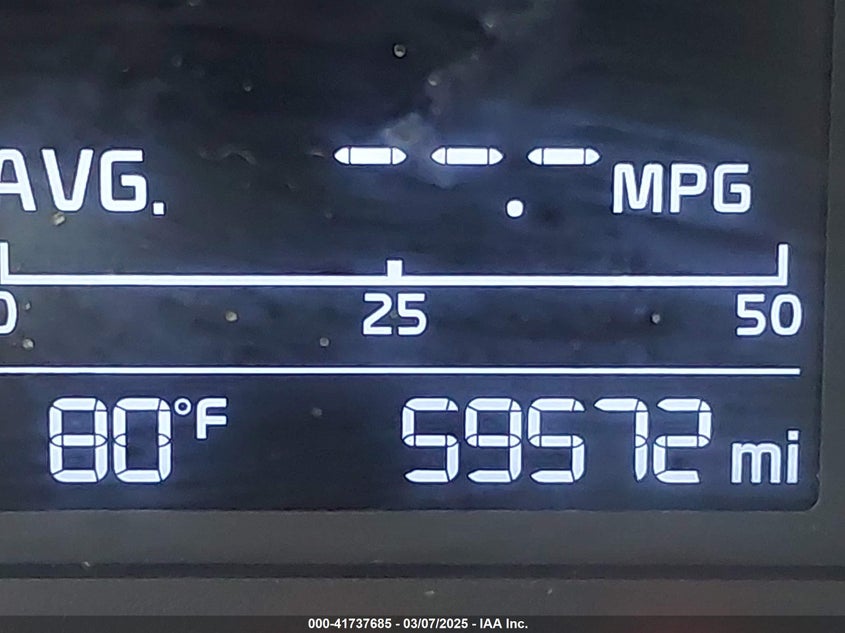 AVG. --.- MPG
0 25 50
80°F 59572 mi
000-41737685 - 03/07/2025 - IAA Inc.